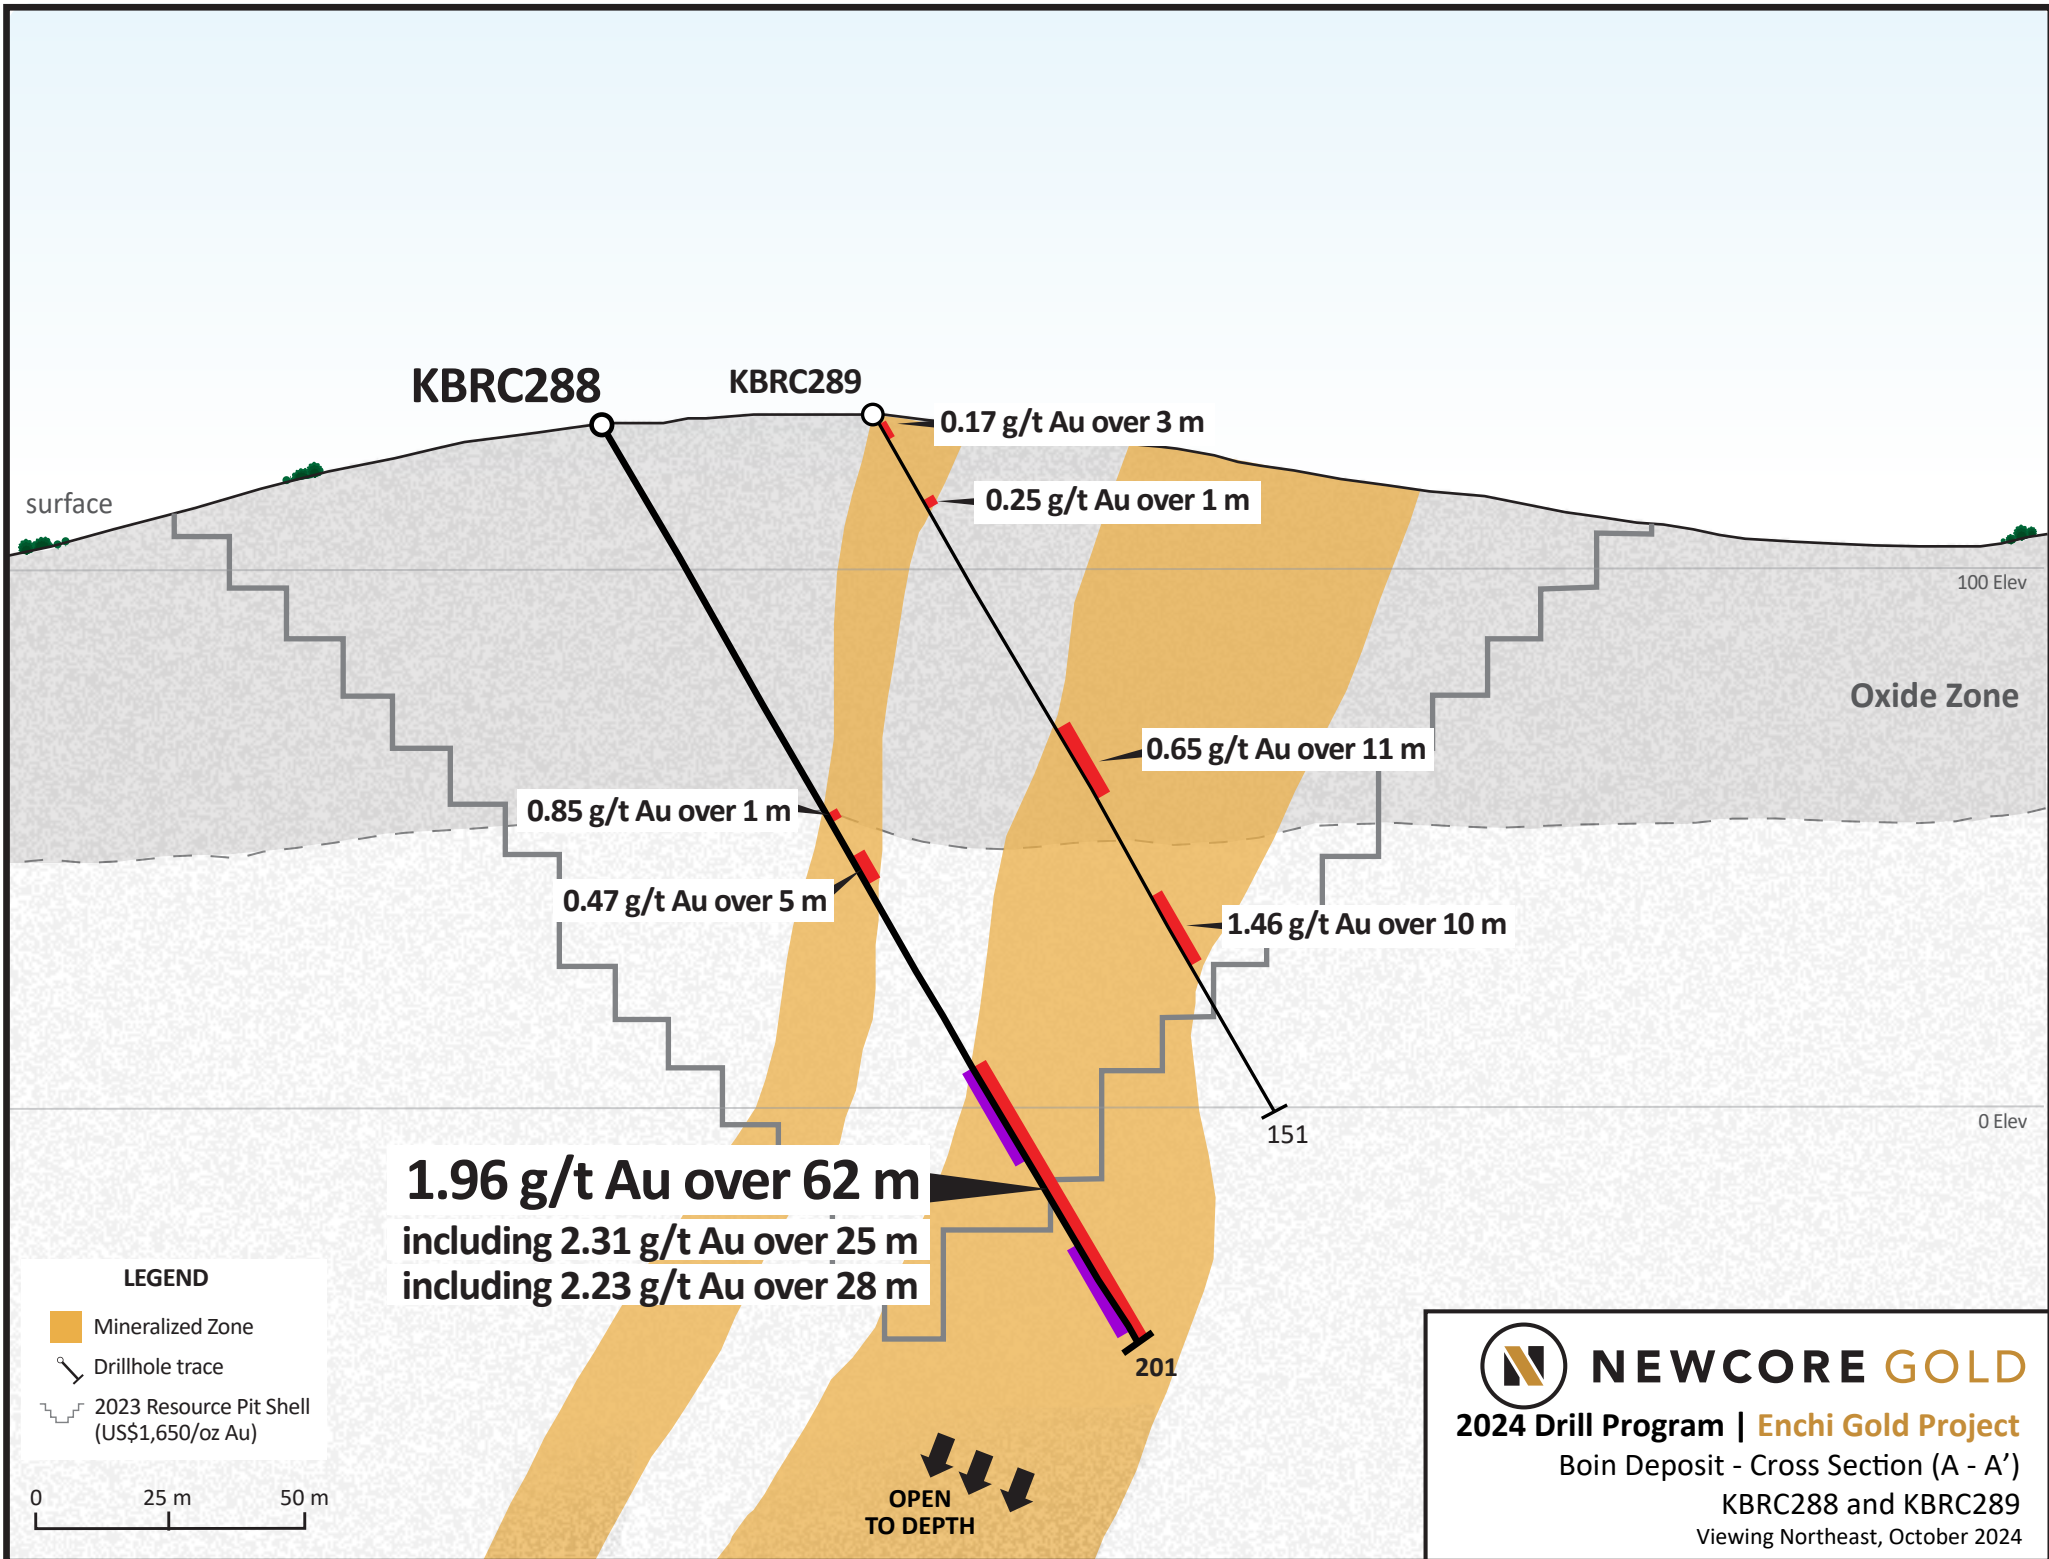 KBRC288
KBRC289
0.17 g/t Au over 3 m
0.25 g/t Au over 1 m
surface
100 Elev
Oxide Zone
0.65 g/t Au over 11 m
0.85 g/t Au over 1 m
0.47 g/t Au over 5 m
1.46 g/t Au over 10 m
0 Elev
151
1.96 g/t Au over 62 m
including 2.31 g/t Au over 25 m
including 2.23 g/t Au over 28 m
201
LEGEND
Mineralized Zone
Drillhole trace
2023 Resource Pit Shell
(US$1,650/oz Au)
0 25 m 50 m
OPEN
TO DEPTH
NEWCORE GOLD
2024 Drill Program | Enchi Gold Project
Boin Deposit - Cross Section (A - A’)
KBRC288 and KBRC289
Viewing Northeast, October 2024